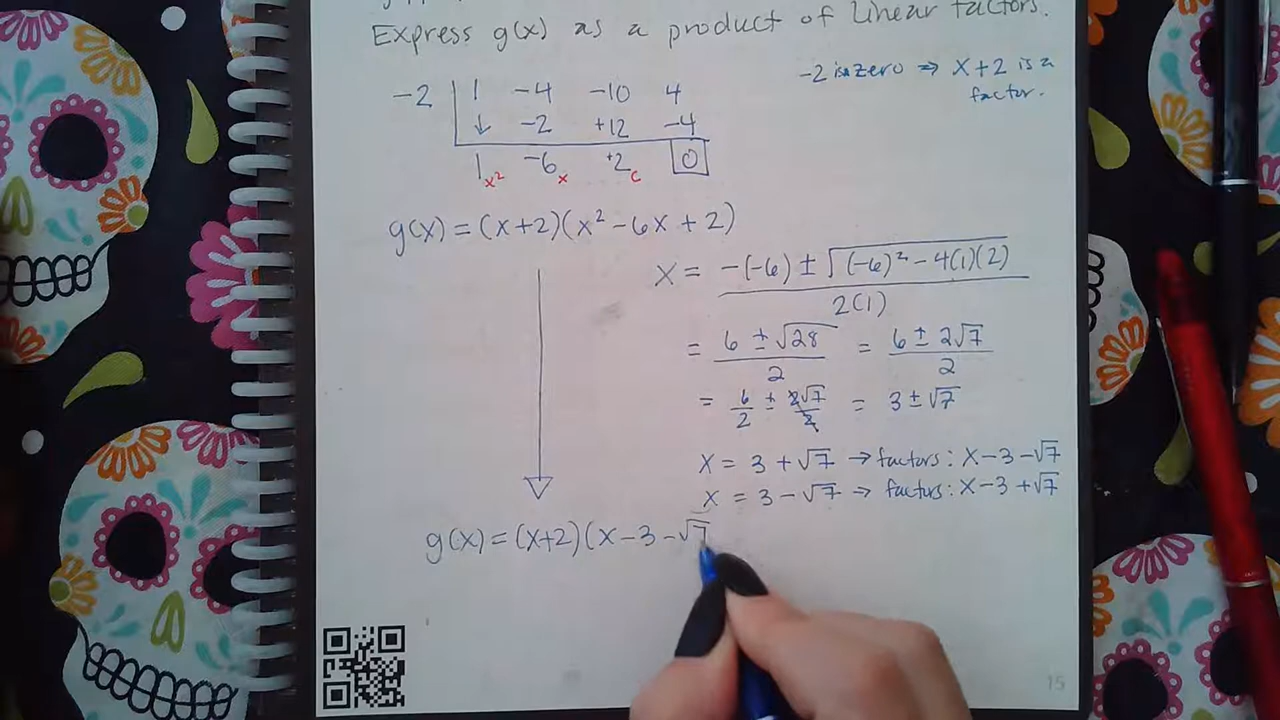 Express g(x) as a product of linear factors.
-2 is a zero ⇒ x+2 is a
factor.
-2 | 1 -4 -10 4
↓ -2 +12 -4
1 x² -6 x +2 c 0
g(x) = (x+2)(x² - 6x + 2)
x = -(-6) ± √(-6)² - 4(1)(2)
2(1)
= 6 ± √28 / 2 = 6 ± 2√7 / 2
= 6/2 ± 2√7/2 = 3 ± √7
x = 3 + √7 → factors: x - 3 - √7
x = 3 - √7 → factors: x - 3 + √7
g(x) = (x+2)(x - 3 - √7
15